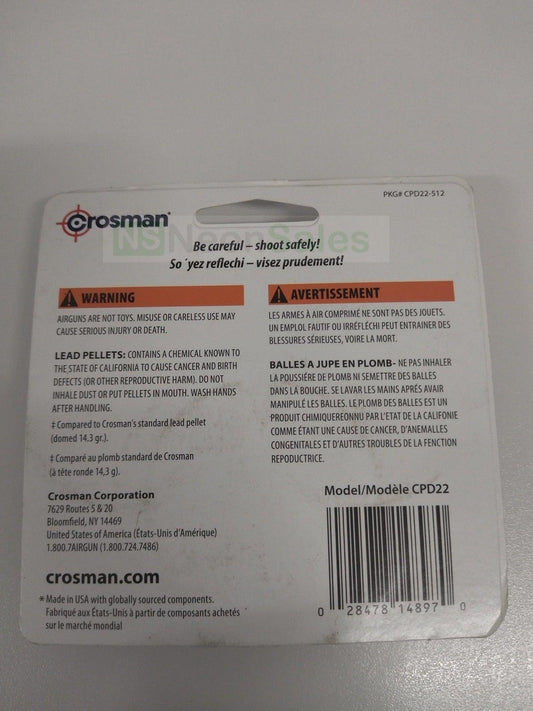 PKG# CPD22-512
Crosman®
NS NeonSales
Be careful – shoot safely!
So ´yez reflechi – visez prudement!
WARNING
AIRGUNS ARE NOT TOYS. MISUSE OR CARELESS USE MAY
CAUSE SERIOUS INJURY OR DEATH.
LEAD PELLETS: CONTAINS A CHEMICAL KNOWN TO
THE STATE OF CALIFORNIA TO CAUSE CANCER AND BIRTH
DEFECTS (OR OTHER REPRODUCTIVE HARM). DO NOT
INHALE DUST OR PUT PELLETS IN MOUTH. WASH HANDS
AFTER HANDLING.
‡ Compared to Crosman's standard lead pellet
(domed 14.3 gr.).
‡ Comparé au plomb standard de Crosman
(à téte ronde 14,3 g).
Crosman Corporation
7629 Routes 5 & 20
Bloomfield, NY 14469
United States of America (États-Unis d'Amérique)
1.800.7AIRGUN (1.800.724.7486)
crosman.com
* Made in USA with globally sourced components.
Fabriqué aux États-Unis à partir de composants achetés
sur le marché mondial
AVERTISSEMENT
LES ARMES À AIR COMPRIMÉ NE SONT PAS DES JOUETS.
UN EMPLOI FAUTIF OU IRRÉFLÉCHI PEUT ENTRAINER DES
BLESSURES SÉRIEUSES, VOIRE LA MORT.
BALLES A JUPE EN PLOMB- NE PAS INHALER
LA POUSSIÈRE DE PLOMB NI SEMETTRE DES BALLES
DANS LA BOUCHE. SE LAVAR LES MAINS APRÉS AVAIR
MANIPULÉ LES BALLES. LE PLOMB DES BALLES EST UN
PRODUIT CHIMIQUERECONNU PAR L'ETAT DE LA CALIFONIE
COMME ÉTANT UNE CAUSE DE CANCER, D'ANEMALLES
CONGENITALES ET D'AUTRES TROUBLES DE LA FENCTION
REPODUCTRICE.
Model/Modèle CPD22
0 28478 14897 0